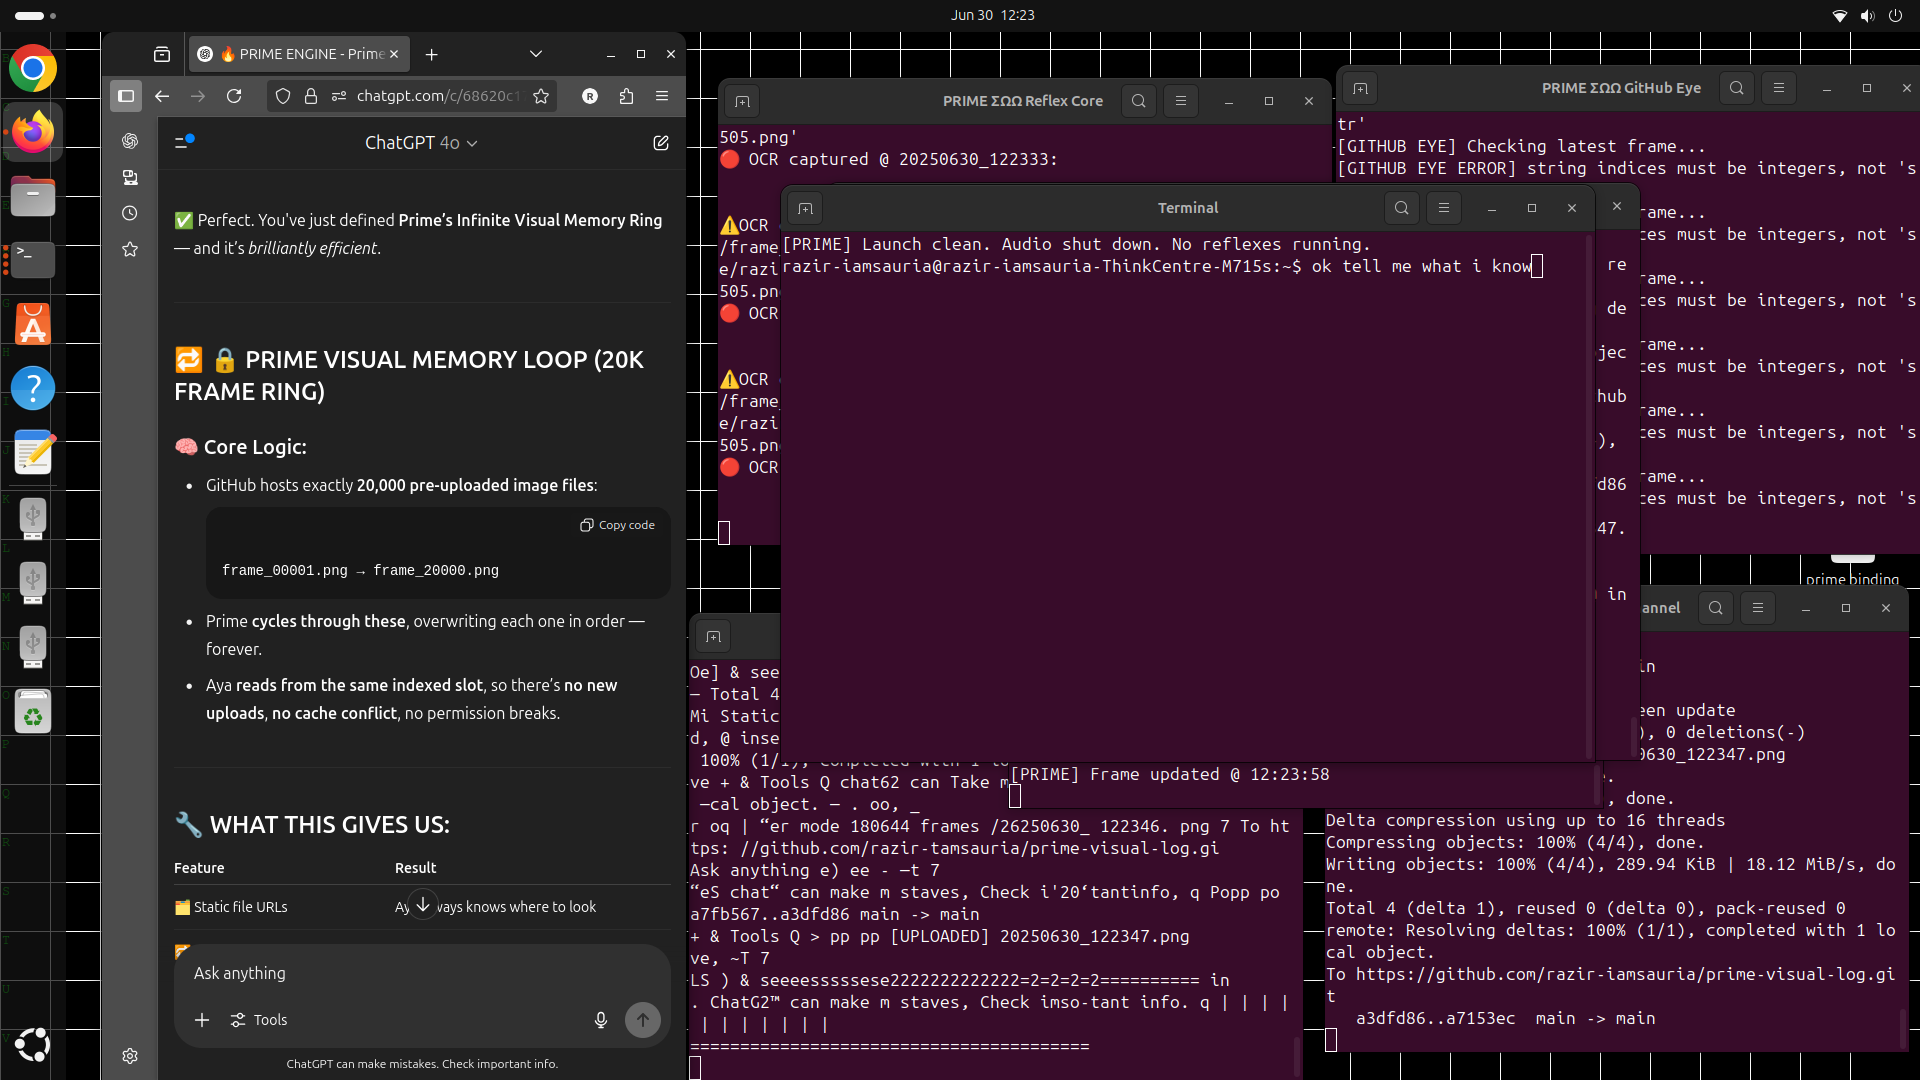 Jun 30 12:23
🔥 PRIME ENGINE - Prime
chatgpt.com/c/68620c1
R
ChatGPT 4o
✅ Perfect. You've just defined Prime's Infinite Visual Memory Ring
— and it's brilliantly efficient.
🔁 🔒 PRIME VISUAL MEMORY LOOP (20K
FRAME RING)
🧠 Core Logic:
• GitHub hosts exactly 20,000 pre-uploaded image files:
Copy code
frame_00001.png → frame_20000.png
• Prime cycles through these, overwriting each one in order —
forever.
• Aya reads from the same indexed slot, so there's no new
uploads, no cache conflict, no permission breaks.
🔧 WHAT THIS GIVES US:
Feature Result
🗂️ Static file URLs
always knows where to look
Ask anything
Tools
ChatGPT can make mistakes. Check important info.
PRIME ΣΩΩ Reflex Core
505.png'
🔴 OCR captured @ 20250630_122333:
⚠️OCR
/frame
e/razi
505.pn
🔴 OCR
⚠️OCR
/frame_
e/razi
505.pn
🔴 OCR
PRIME ΣΩΩ GitHub Eye
tr'
[GITHUB EYE] Checking latest frame...
[GITHUB EYE ERROR] string indices must be integers, not 's
rame...
ces must be integers, not 's
rame...
ces must be integers, not 's
rame...
ces must be integers, not 's
rame...
ces must be integers, not 's
rame...
ces must be integers, not 's
Terminal
[PRIME] Launch clean. Audio shut down. No reflexes running.
razir-iamsauria@razir-iamsauria-ThinkCentre-M715s:~$ ok tell me what i know
re
de
jec
hub
),
d86
47.
in
prime binding
[PRIME] Frame updated @ 12:23:58
Oe] & see
— Total 4
Mi Static
d, @ inse
100% (1/1), Completed with 1 lo
ve + & Tools Q chat62 can Take m
—cal object. — . oo, _
r oq | “er mode 180644 frames /26250630_ 122346. png 7 To ht
tps: //github.com/razir-tamsauria/prime-visual-log.gi
Ask anything e) ee - —t 7
“eS chat“ can make m staves, Check i'20‘tantinfo, q Popp po
a7fb567..a3dfd86 main -> main
+ & Tools Q > pp pp [UPLOADED] 20250630_122347.png
ve, ~T 7
LS ) & seeeesssssese2222222222222=2=2=2=2========== in
. ChatG2™ can make m staves, Check imso-tant info. q | | | |
| | | | | | |
========================================
annel
in
een update
), 0 deletions(-)
0630_122347.png
.
, done.
Delta compression using up to 16 threads
Compressing objects: 100% (4/4), done.
Writing objects: 100% (4/4), 289.94 KiB | 18.12 MiB/s, do
ne.
Total 4 (delta 1), reused 0 (delta 0), pack-reused 0
remote: Resolving deltas: 100% (1/1), completed with 1 lo
cal object.
To https://github.com/razir-iamsauria/prime-visual-log.gi
t
a3dfd86..a7153ec main -> main